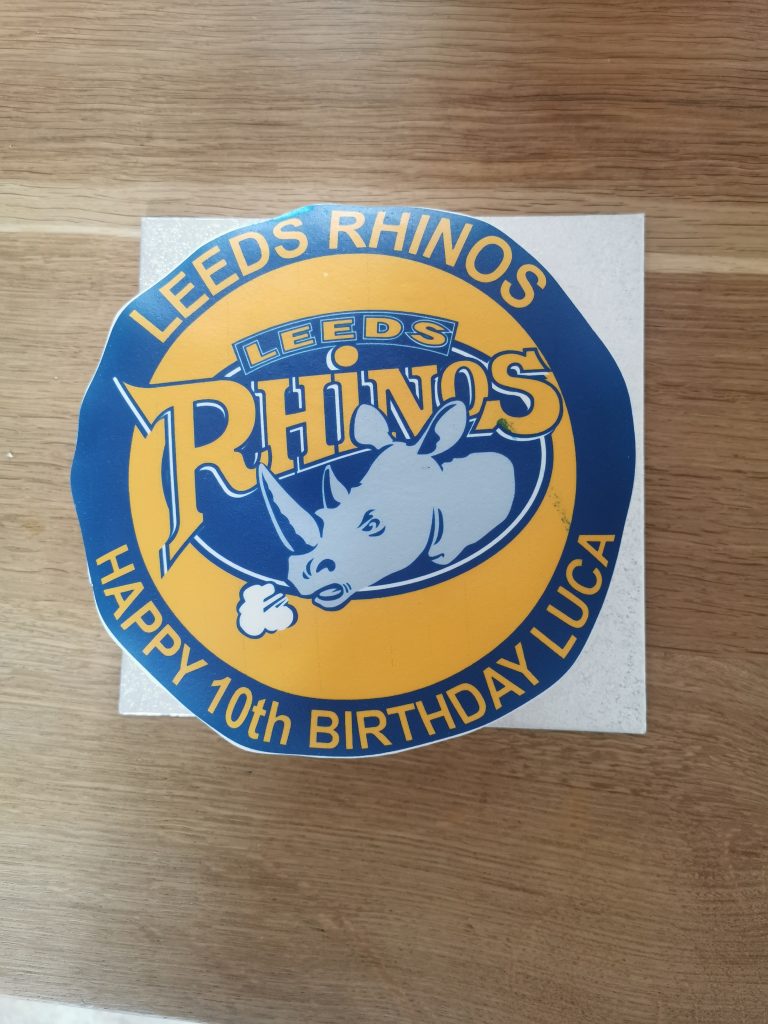 LEEDS RHINOS
LEEDS
RHINOS
HAPPY 10th BIRTHDAY LUCA